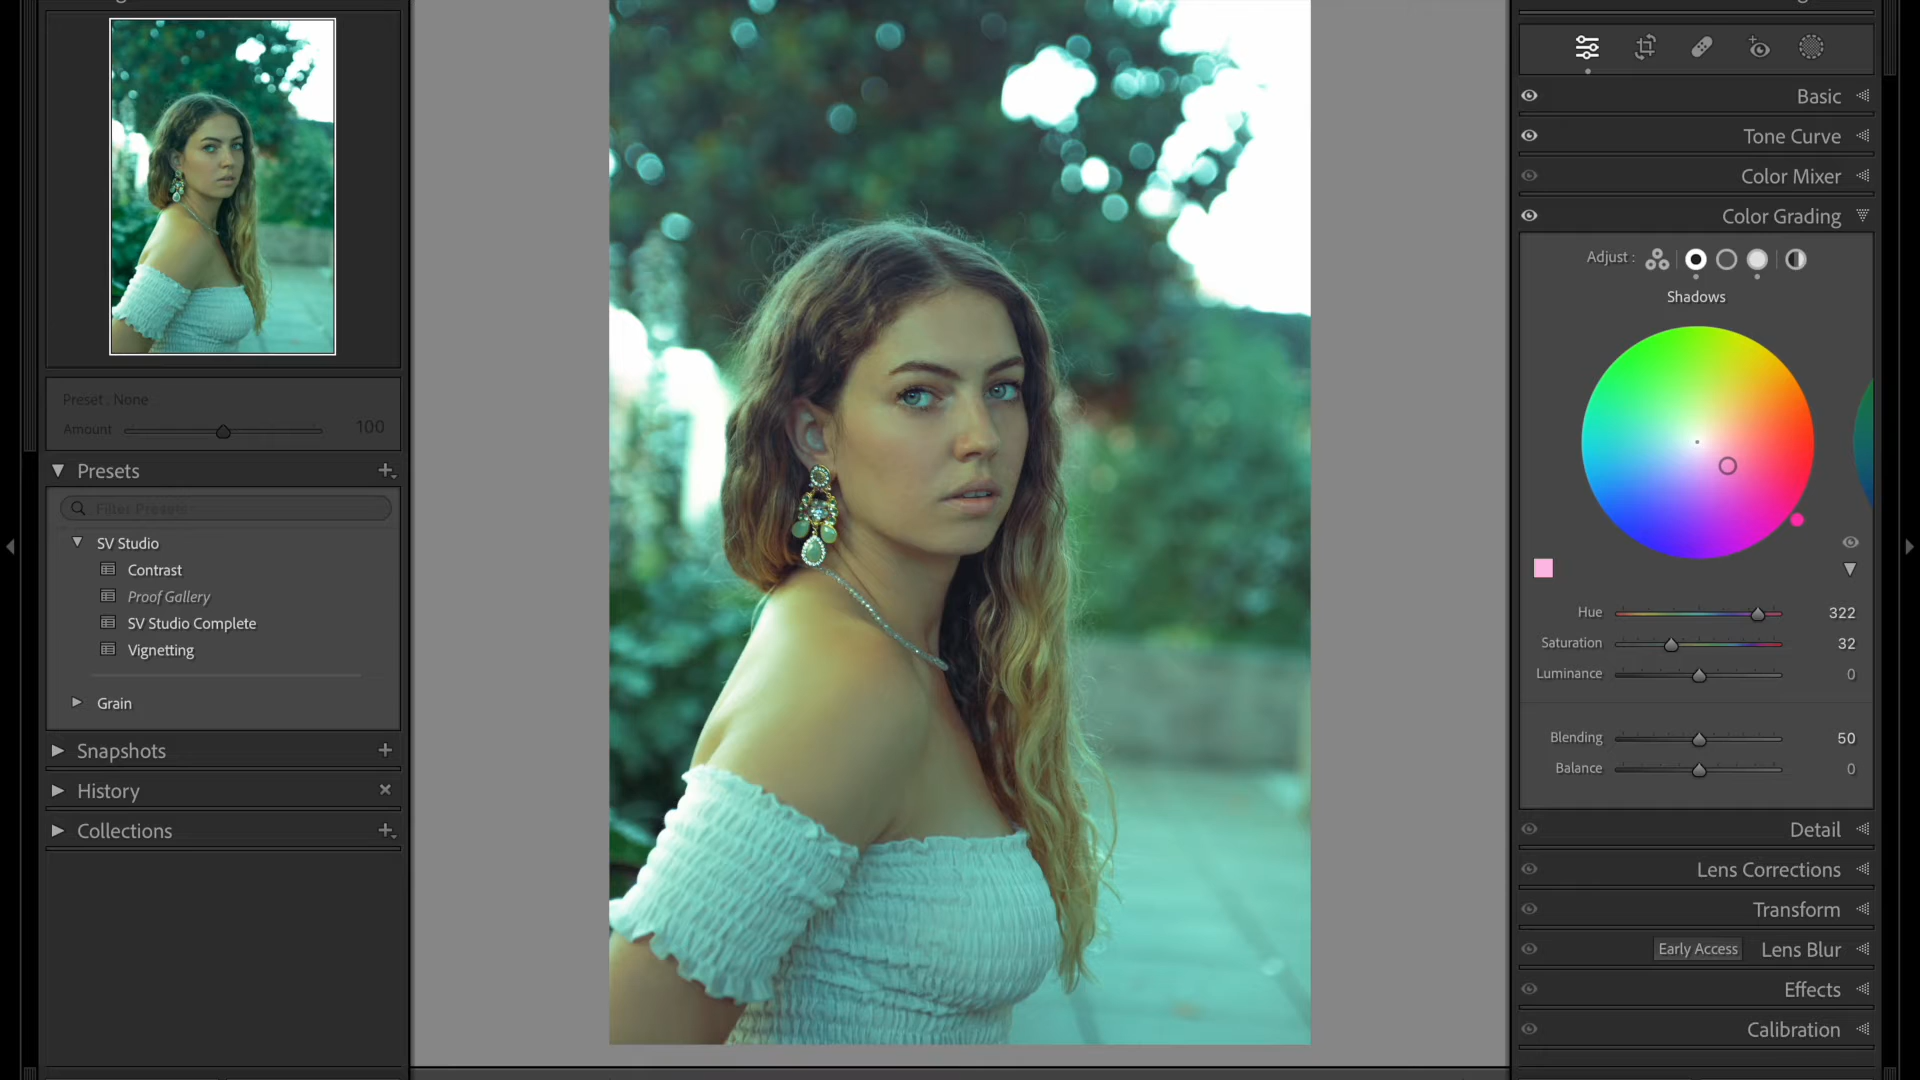 Preset : None
Amount 100
Presets
Filter Presets
SV Studio
Contrast
Proof Gallery
SV Studio Complete
Vignetting
Grain
Snapshots
History
Collections
Basic
Tone Curve
Color Mixer
Color Grading
Adjust :
Shadows
Hue 322
Saturation 32
Luminance 0
Blending 50
Balance 0
Detail
Lens Corrections
Transform
Early Access Lens Blur
Effects
Calibration